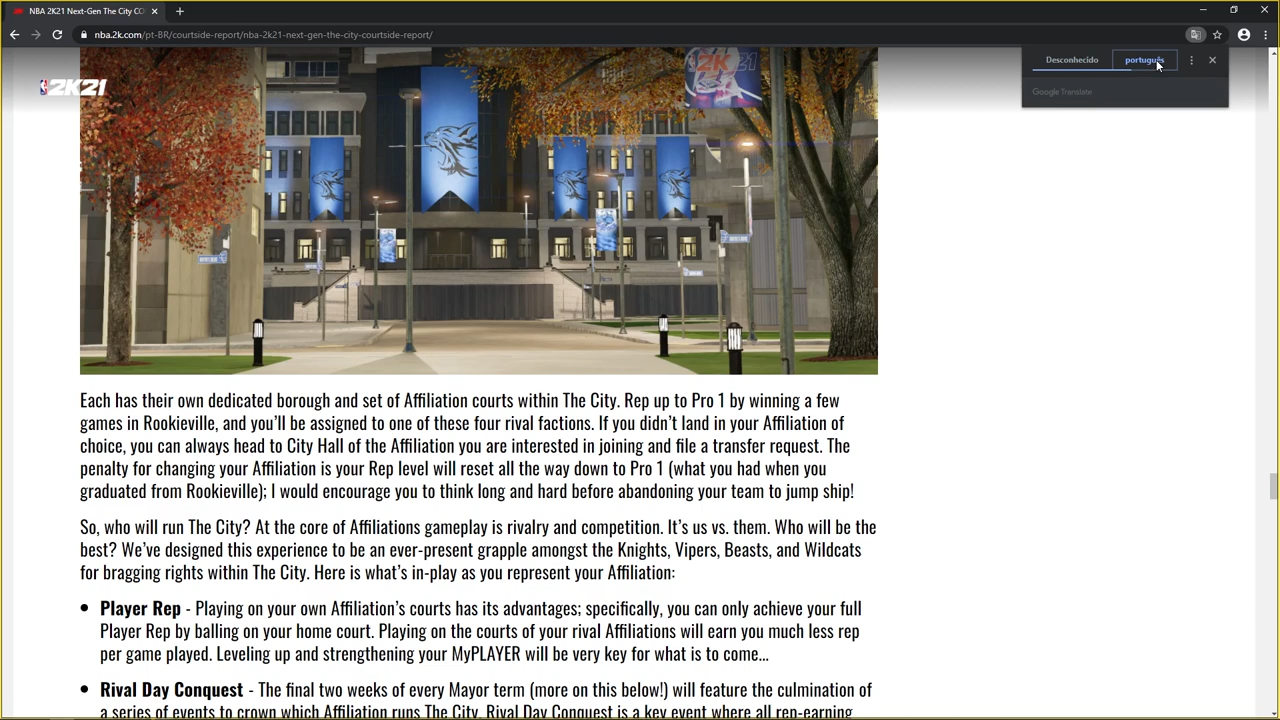 NBA 2K21 Next-Gen The City CO
nba.2k.com/pt-BR/courtside-report/nba-2k21-next-gen-the-city-courtside-report/
Desconhecido
português
Google Translate
2K21
2K21
Each has their own dedicated borough and set of Affiliation courts within The City. Rep up to Pro 1 by winning a few
games in Rookieville, and you’ll be assigned to one of these four rival factions. If you didn’t land in your Affiliation of
choice, you can always head to City Hall of the Affiliation you are interested in joining and file a transfer request. The
penalty for changing your Affiliation is your Rep level will reset all the way down to Pro 1 (what you had when you
graduated from Rookieville); I would encourage you to think long and hard before abandoning your team to jump ship!
So, who will run The City? At the core of Affiliations gameplay is rivalry and competition. It’s us vs. them. Who will be the
best? We’ve designed this experience to be an ever-present grapple amongst the Knights, Vipers, Beasts, and Wildcats
for bragging rights within The City. Here is what’s in-play as you represent your Affiliation:
Player Rep - Playing on your own Affiliation’s courts has its advantages; specifically, you can only achieve your full
Player Rep by balling on your home court. Playing on the courts of your rival Affiliations will earn you much less rep
per game played. Leveling up and strengthening your MyPLAYER will be very key for what is to come...
Rival Day Conquest - The final two weeks of every Mayor term (more on this below!) will feature the culmination of
a series of events to crown which Affiliation runs The City. Rival Day Conquest is a key event where all rep-earning